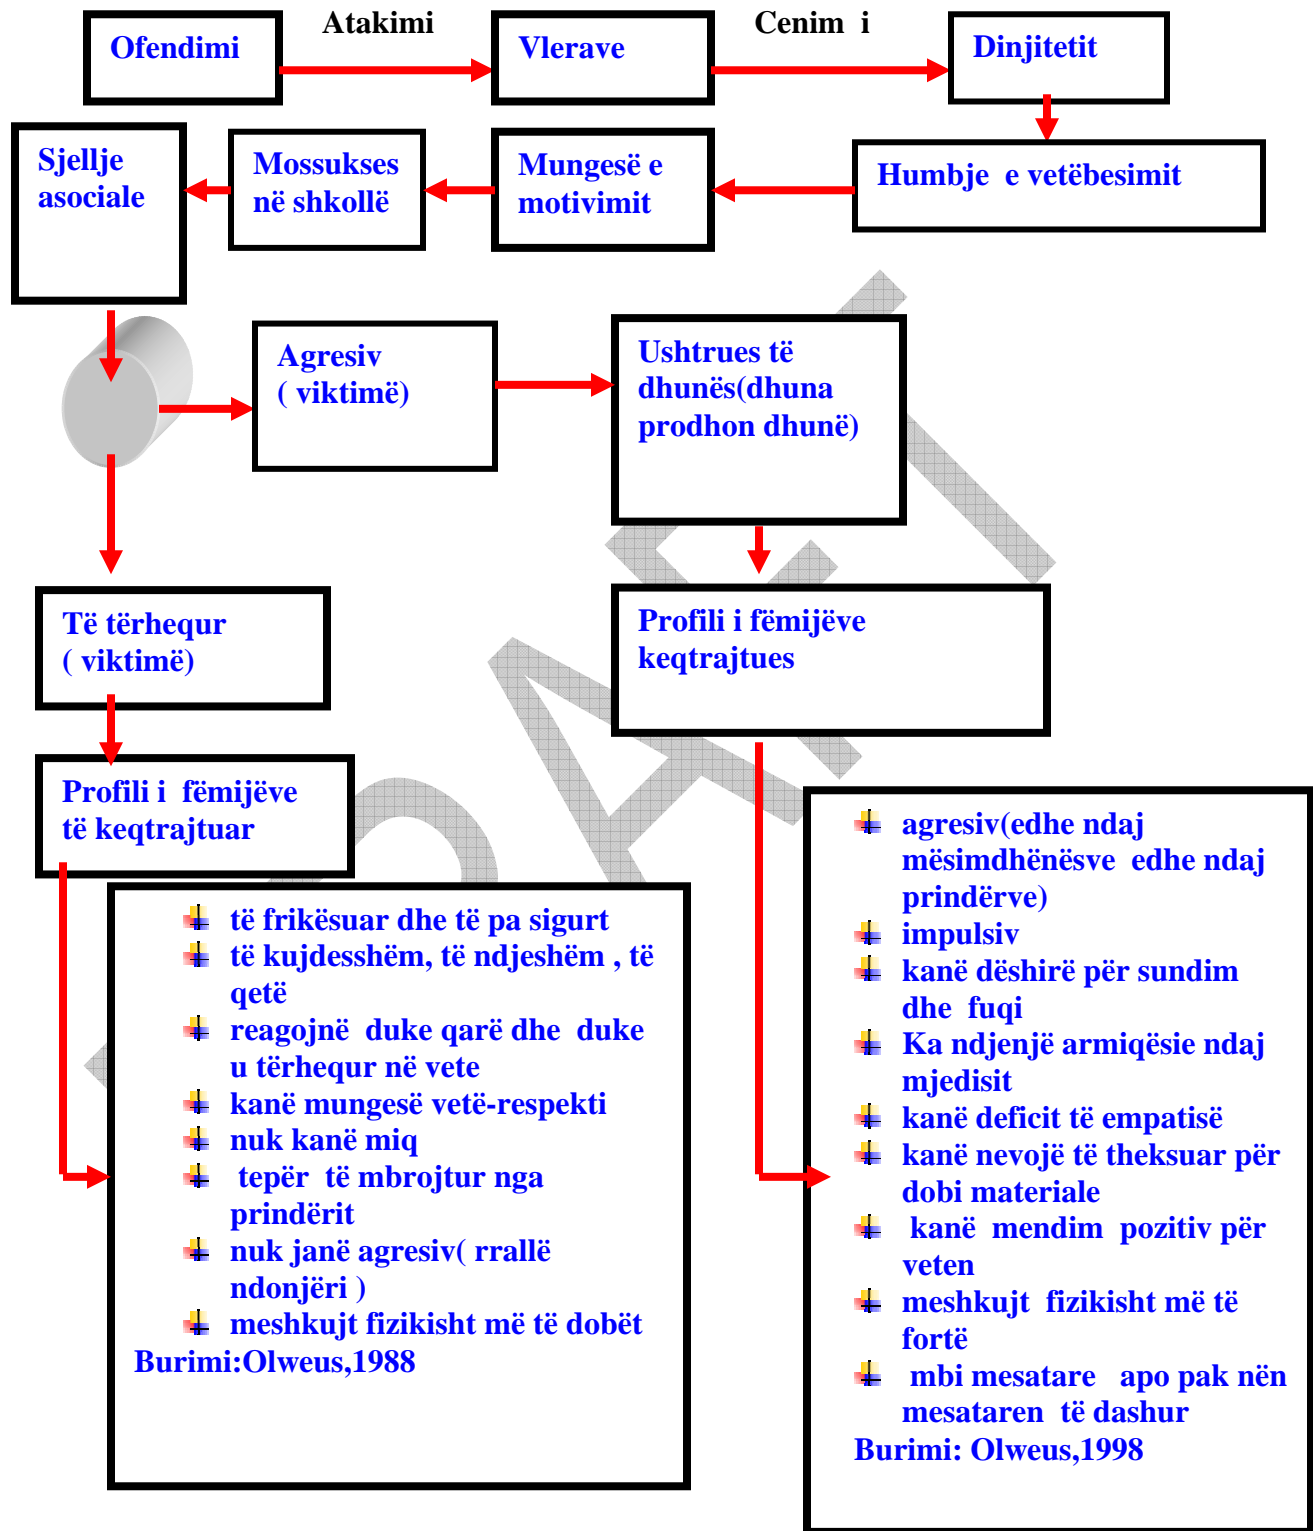 Ofendimi
Atakimi
Vlerave
Cenim i
Dinjitetit
Humbje e vetëbesimit
Mungesë e
motivimit
Mossukses
në shkollë
Sjellje
asociale
Agresiv
( viktimë)
Ushtrues të
dhunës(dhuna
prodhon dhunë)
Të tërhequr
( viktimë)
Profili i fëmijëve
keqtrajtues
Profili i fëmijëve
të keqtrajtuar
të frikësuar dhe të pa sigurt
të kujdesshëm, të ndjeshëm , të
qetë
reagojnë duke qarë dhe duke
u tërhequr në vete
kanë mungesë vetë-respekti
nuk kanë miq
tepër të mbrojtur nga
prindërit
nuk janë agresiv( rrallë
ndonjëri )
meshkujt fizikisht më të dobët
Burimi:Olweus,1988
agresiv(edhe ndaj
mësimdhënësve edhe ndaj
prindërve)
impulsiv
kanë dëshirë për sundim
dhe fuqi
Ka ndjenjë armiqësie ndaj
mjedisit
kanë deficit të empatisë
kanë nevojë të theksuar për
dobi materiale
kanë mendim pozitiv për
veten
meshkujt fizikisht më të
fortë
mbi mesatare apo pak nën
mesataren të dashur
Burimi: Olweus,1998